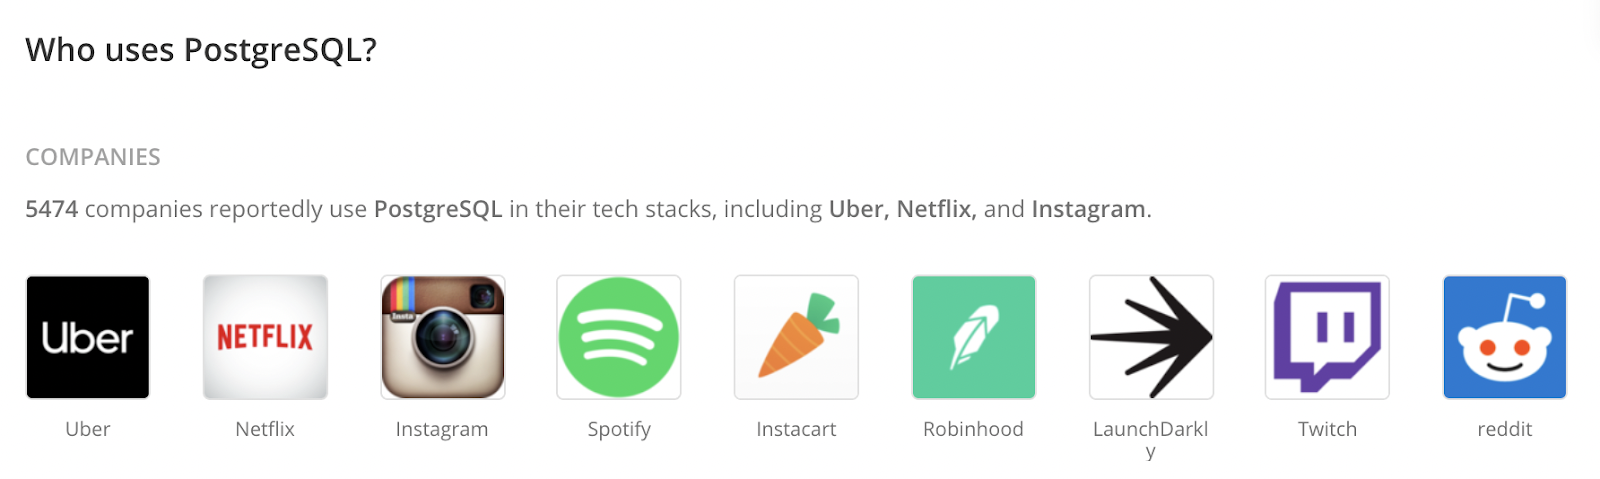 Who uses PostgreSQL?
COMPANIES
5474 companies reportedly use PostgreSQL in their tech stacks, including Uber, Netflix, and Instagram.
Uber
NETFLIX
Insta
Uber
Netflix
Instagram
Spotify
Instacart
Robinhood
LaunchDarkl
y
Twitch
reddit